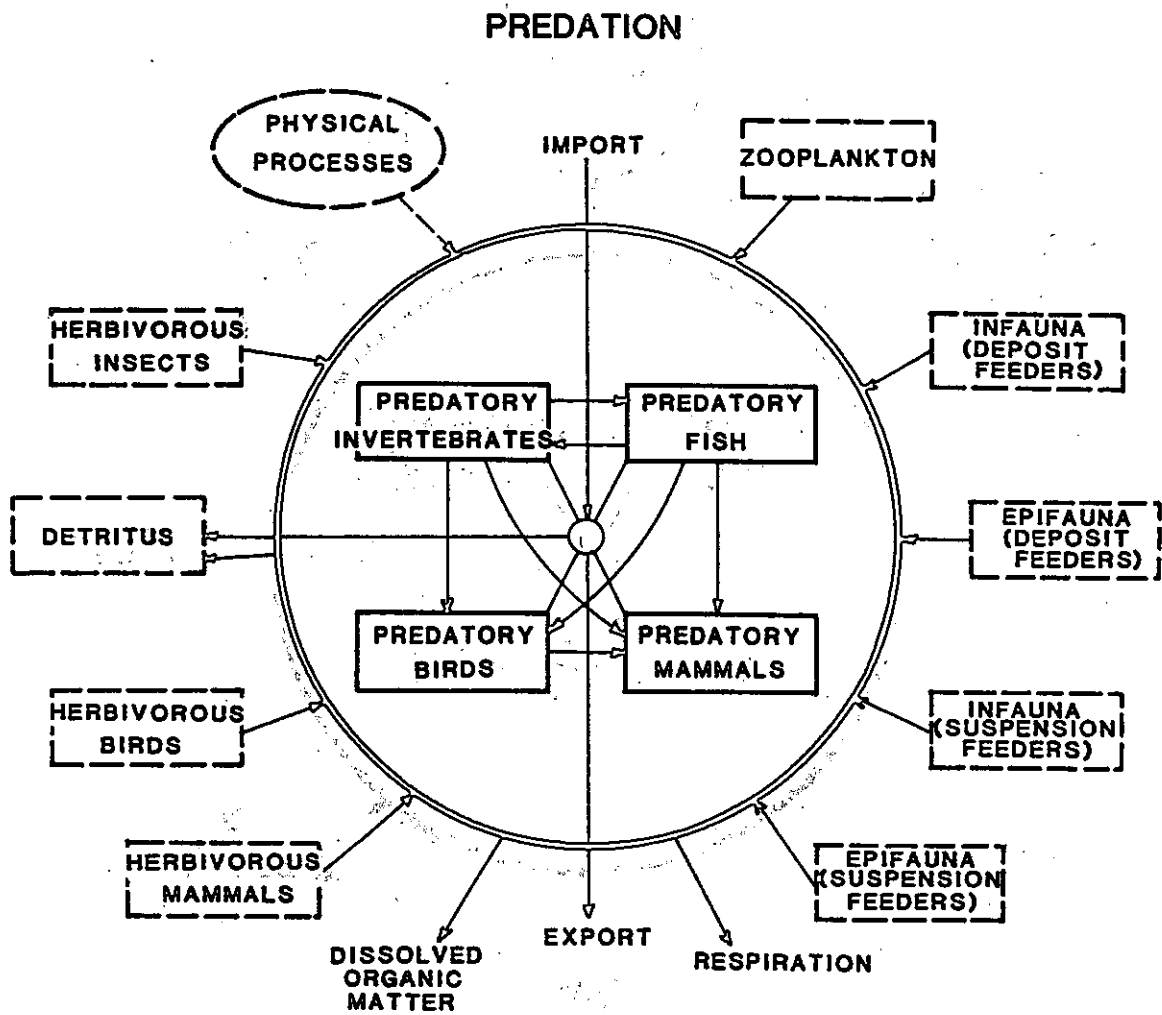 PREDATION
PHYSICAL
PROCESSES
IMPORT
ZOOPLANKTON
HERBIVOROUS
INSECTS
INFAUNA
(DEPOSIT
FEEDERS)
PREDATORY
INVERTEBRATES
PREDATORY
FISH
DETRITUS
EPIFAUNA
(DEPOSIT
FEEDERS)
PREDATORY
BIRDS
PREDATORY
MAMMALS
HERBIVOROUS
BIRDS
INFAUNA
(SUSPENSION
FEEDERS)
HERBIVOROUS
MAMMALS
EPIFAUNA
(SUSPENSION
FEEDERS)
DISSOLVED
ORGANIC
MATTER
EXPORT
RESPIRATION